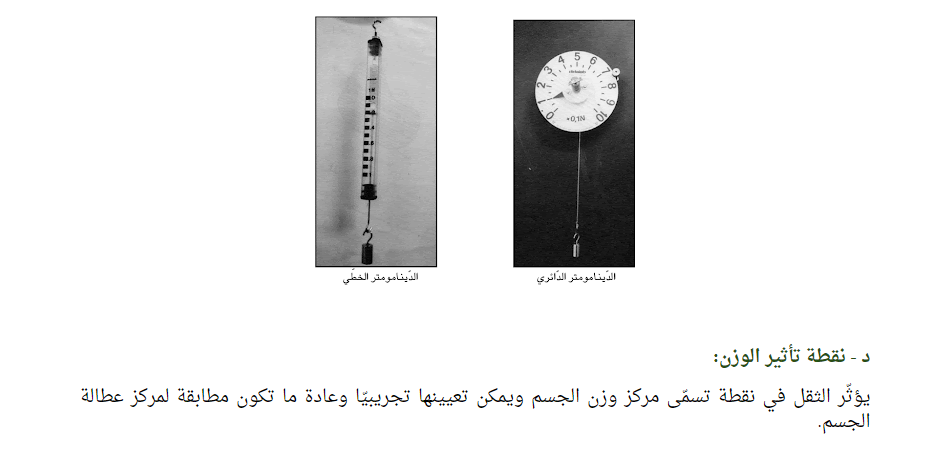 1N
0
1
2
3
4
5
6
7
8
9
10
×0,1N
الدّينامومتر الخطّي
الدّينامومتر الدّائري
د - نقطة تأثير الوزن:
يؤثّر الثقل في نقطة تسمّى مركز وزن الجسم ويمكن تعيينها تجريبيّا وعادة ما تكون مطابقة لمركز عطالة
الجسم.